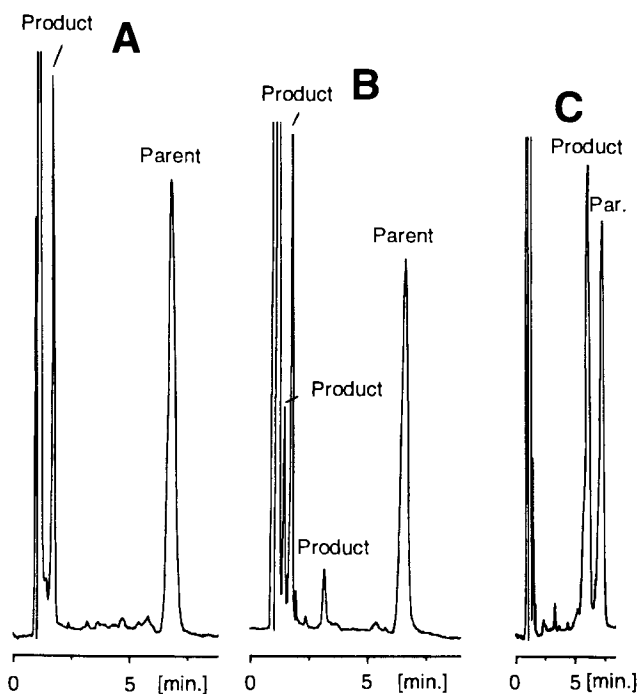 A
Product
Parent
0 5 [min.]
B
Product
Parent
Product
Product
0 5 [min.]
C
Product
Par.
0 5 [min.]